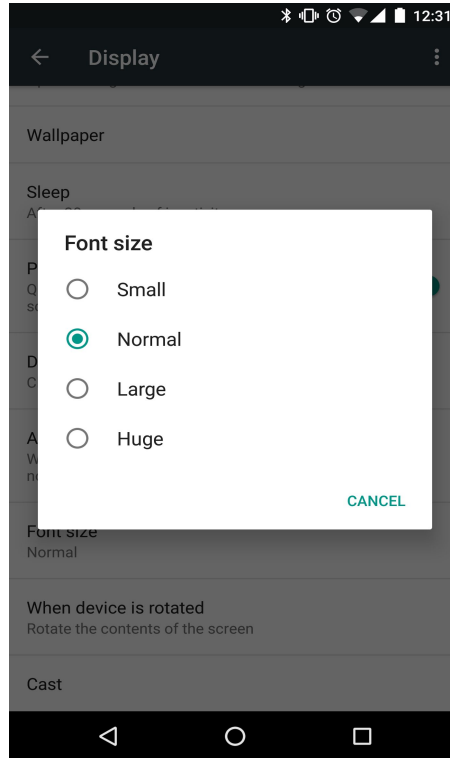 12:31
Display
Wallpaper
Sleep
Font size
Small
Normal
Large
Huge
CANCEL
Font size
Normal
When device is rotated
Rotate the contents of the screen
Cast